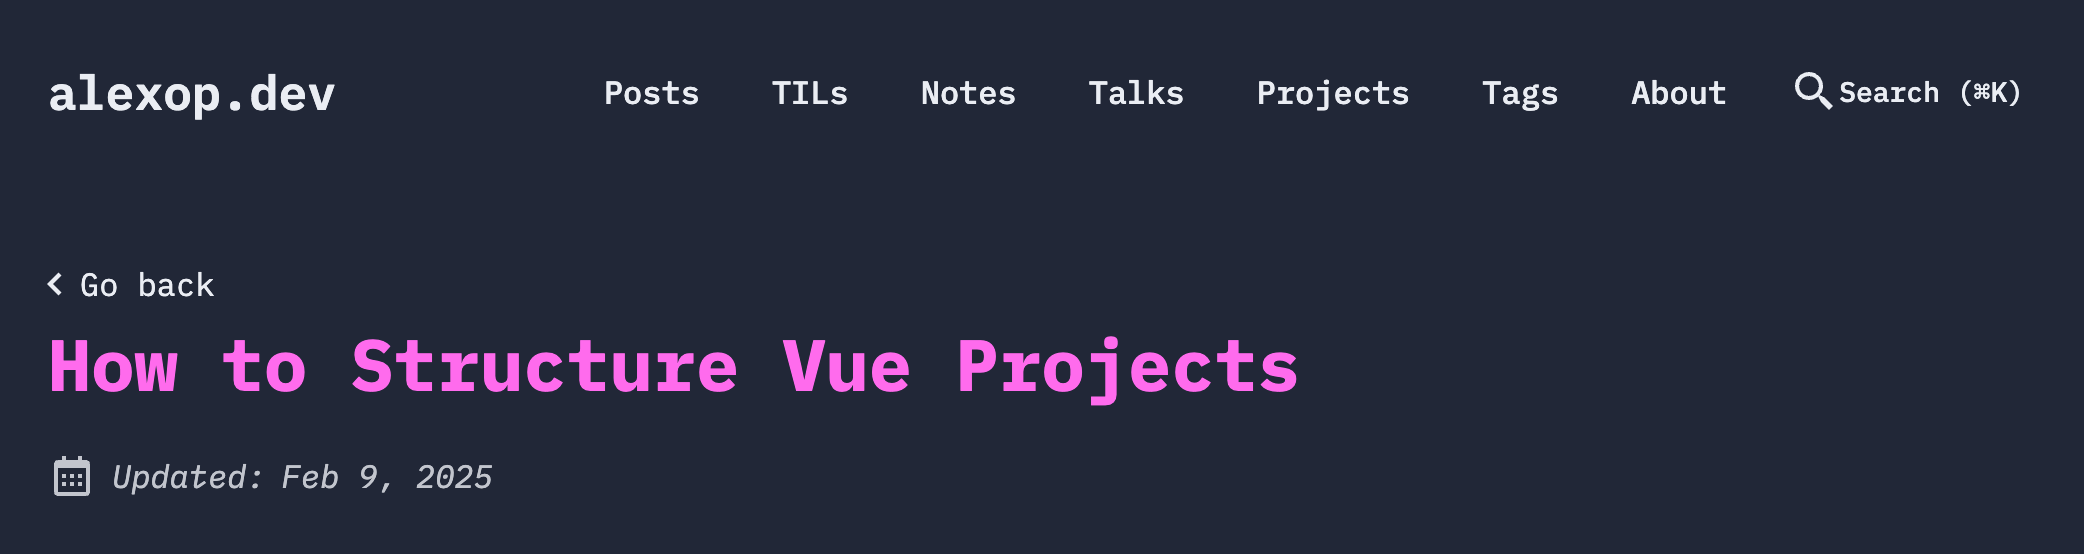 alexop.dev Posts TILs Notes Talks Projects Tags About Search (⌘K)
Go back
How to Structure Vue Projects
Updated: Feb 9, 2025